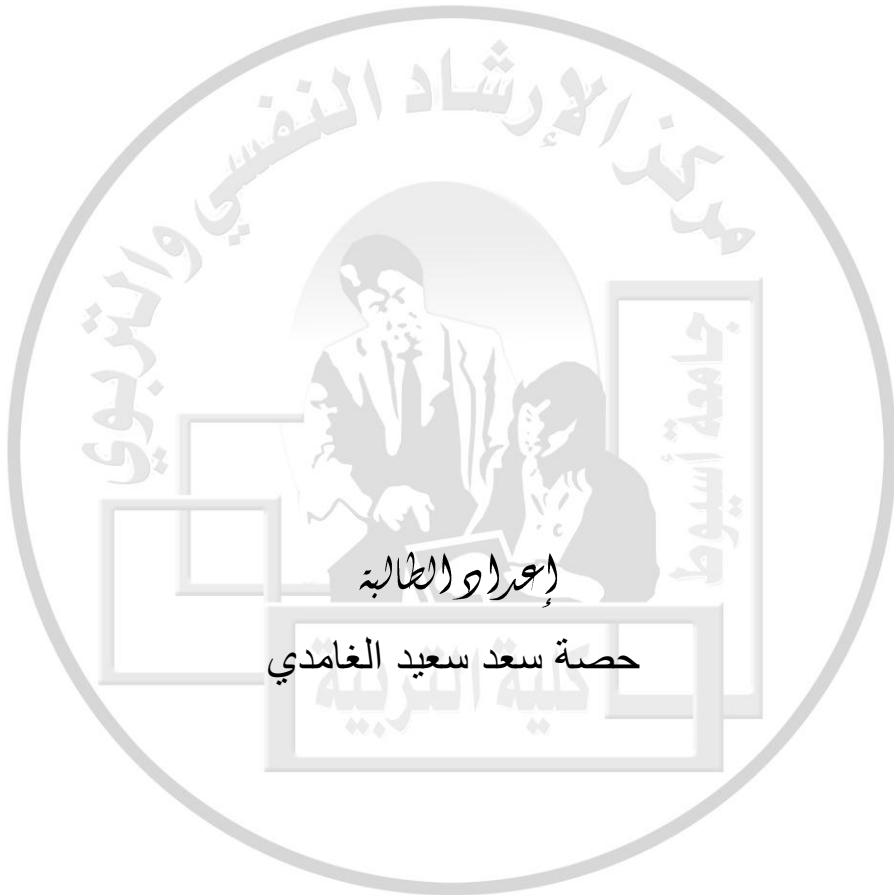 مركز الإرشاد النفسي والتربوي
جامعة أسيوط
إعداد الطالبة
حصة سعد سعيد الغامدي
كلية التربية